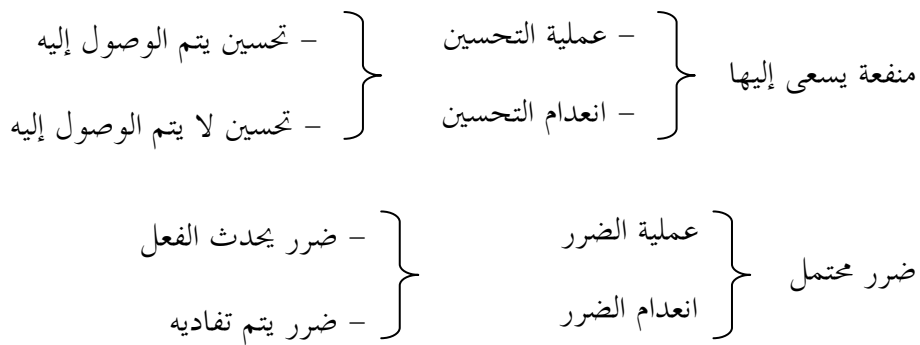 منفعة يسعى إليها
– عملية التحسين
– انعدام التحسين
– تحسين يتم الوصول إليه
– تحسين لا يتم الوصول إليه
ضرر محتمل
عملية الضرر
انعدام الضرر
– ضرر يحدث الفعل
– ضرر يتم تفاديه